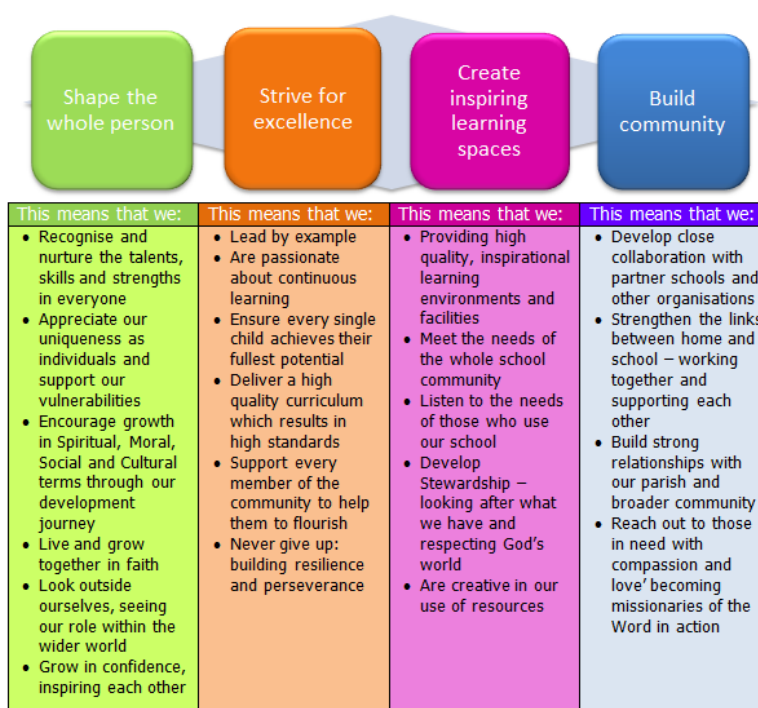 Shape the
whole person
Strive for
excellence
Create
inspiring
learning
spaces
Build
community
This means that we:
• Recognise and
nurture the talents,
skills and strengths
in everyone
• Appreciate our
uniqueness as
individuals and
support our
vulnerabilities
• Encourage growth
in Spiritual, Moral,
Social and Cultural
terms through our
development
journey
• Live and grow
together in faith
• Look outside
ourselves, seeing
our role within the
wider world
• Grow in confidence,
inspiring each other
This means that we:
• Lead by example
• Are passionate
about continuous
learning
• Ensure every single
child achieves their
fullest potential
• Deliver a high
quality curriculum
which results in
high standards
• Support every
member of the
community to help
them to flourish
• Never give up:
building resilience
and perseverance
This means that we:
• Providing high
quality, inspirational
learning
environments and
facilities
• Meet the needs of
the whole school
community
• Listen to the needs
of those who use
our school
• Develop
Stewardship –
looking after what
we have and
respecting God's
world
• Are creative in our
use of resources
This means that we:
• Develop close
collaboration with
partner schools and
other organisations
• Strengthen the links
between home and
school – working
together and
supporting each
other
• Build strong
relationships with
our parish and
broader community
• Reach out to those
in need with
compassion and
love' becoming
missionaries of the
Word in action